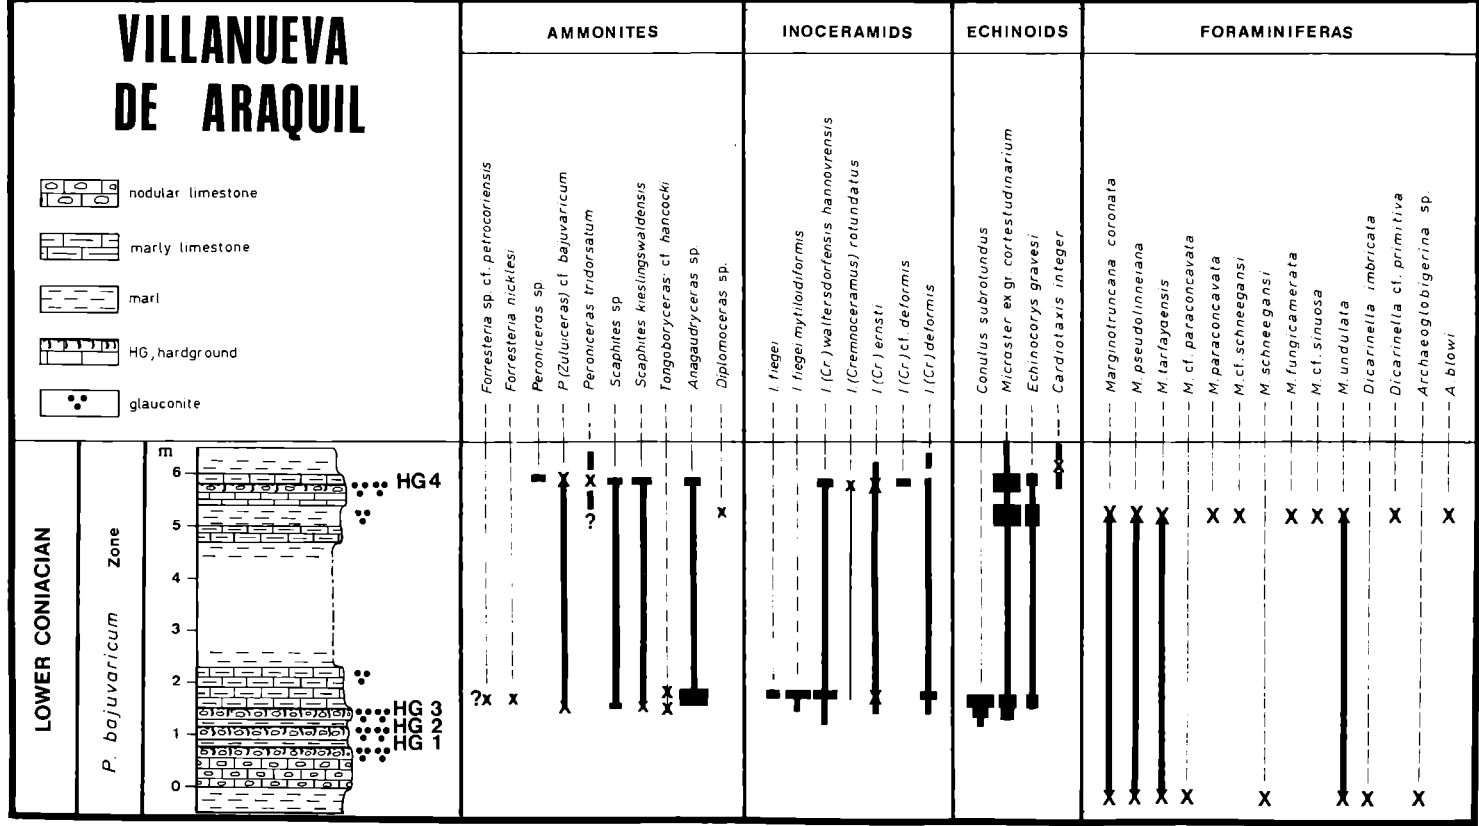 VILLANUEVA
DE ARAQUIL
nodular limestone
marly limestone
marl
HG, hardground
glauconite
AMMONITES
INOCERAMIDS
ECHINOIDS
FORAMINIFERAS
Forresteria sp. cf. petrocoriensis
Forresteria nicklesi
Peroniceras sp
P. (Zuluiceras) cf bajuvaricum
Peroniceras tridorsatum
Scaphites sp
Scaphites kieslingswaldensis
Tongoboryceras cf hancocki
Anagaudryceras sp.
Diplomoceras sp.
I. fiegei
I fiegei mytiloidiformis
I. (Cr) waltersdorfensis hannovrensis
I. (Cremnoceramus) rotundatus
I (Cr) ernsti
I (Cr) cf. deformis
I. (Cr) deformis
Conulus subrotundus
Micraster ex gr. cortestudinarium
Echinocorys gravesi
Cardiotaxis integer
Marginotruncana coronata
M. pseudolinneiana
M. tarfayaensis
M. cf. paraconcavata
M. paraconcavata
M. cf. schneegansi
M. schneegansi
M. fungicamerata
M. cf. sinuosa
M. undulata
Dicarinella imbricata
Dicarinella cf. primitiva
Archaeoglobigerina sp.
A. blowi
LOWER CONIACIAN
P. bajuvaricum Zone
m
6
5
4
3
2
1
0
HG4
HG 3
HG 2
HG 1
?
?